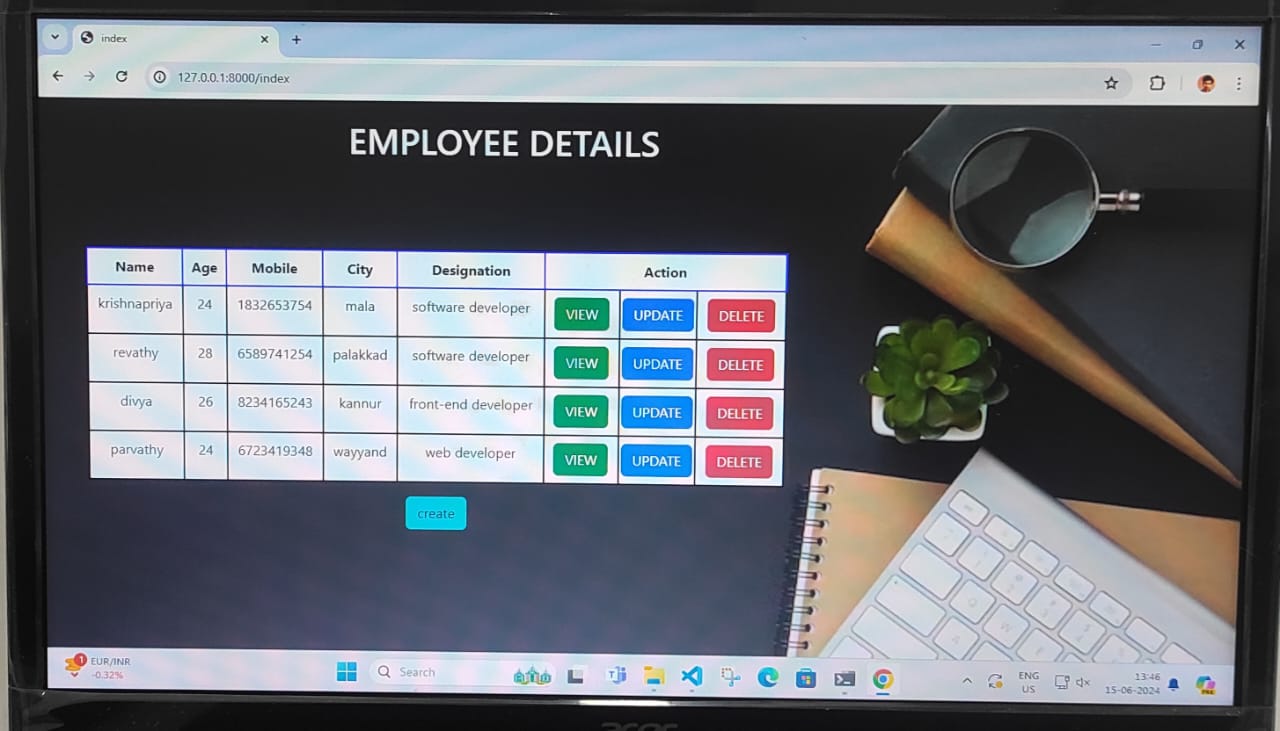 index
127.0.0.1:8000/index
EMPLOYEE DETAILS
Name Age Mobile City Designation Action
krishnapriya 24 1832653754 mala software developer VIEW UPDATE DELETE
revathy 28 6589741254 palakkad software developer VIEW UPDATE DELETE
divya 26 8234165243 kannur front-end developer VIEW UPDATE DELETE
parvathy 24 6723419348 wayyand web developer VIEW UPDATE DELETE
create
1 EUR/INR
-0.32%
Search
ENG
US
13:46
15-06-2024
acer